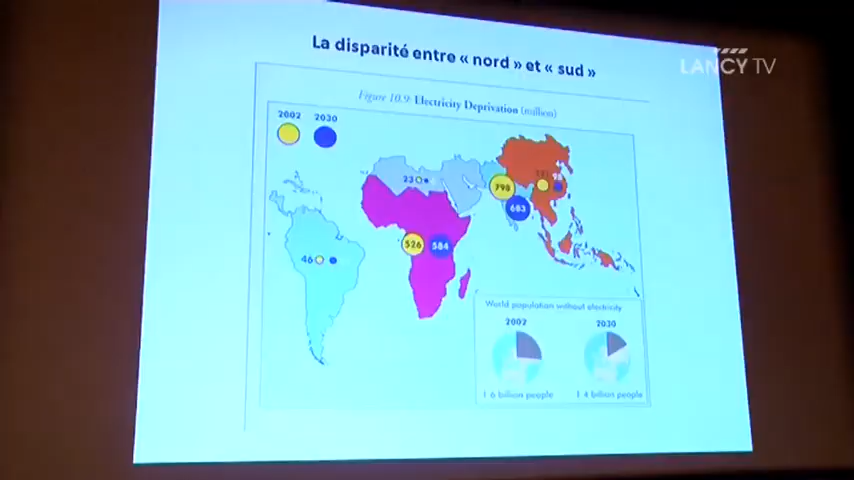 La disparité entre « nord » et « sud »
LANCY TV
Figure 10.9: Electricity Deprivation (million)
2002 2030
23
798
683
526
584
46
World population without electricity
2002 2030
1 6 billion people 1 4 billion people